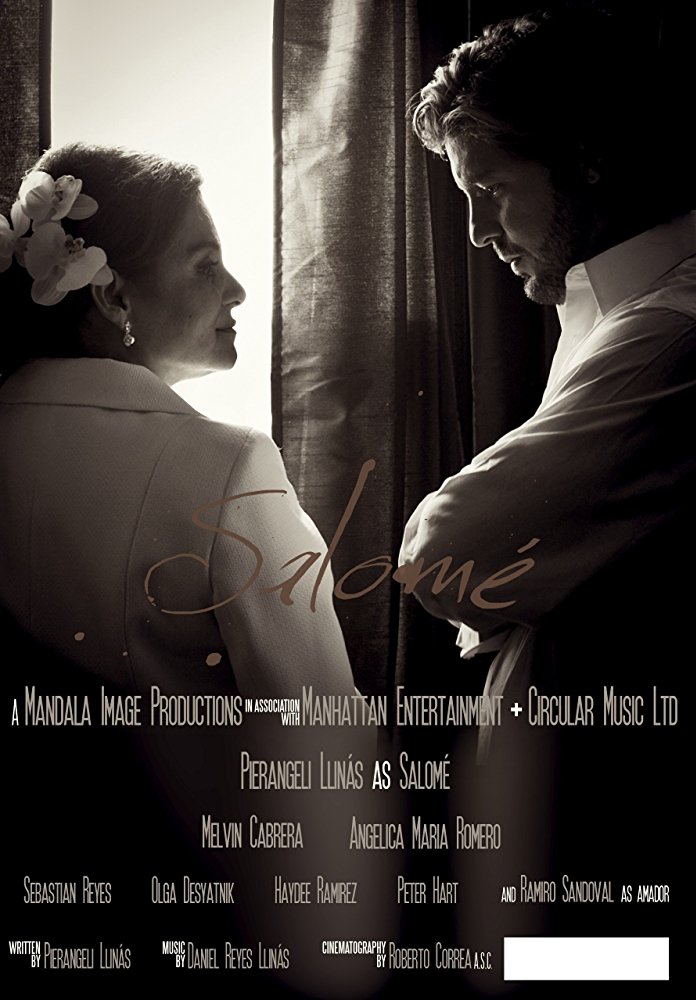 Salomé
A MANDALA IMAGE PRODUCTIONS IN ASSOCIATION WITH MANHATTAN ENTERTAINMENT + CIRCULAR MUSIC LTD
PIERANGELI LLINÁS AS SALOMÉ
MELVIN CABRERA ANGELICA MARIA ROMERO
SEBASTIAN REYES OLGA DESYATNIK HAYDEE RAMIREZ PETER HART AND RAMIRO SANDOVAL AS AMADOR
WRITTEN BY PIERANGELI LLINÁS MUSIC BY DANIEL REYES LLINÁS CINEMATOGRAPHY BY ROBERTO CORREA A.S.C.